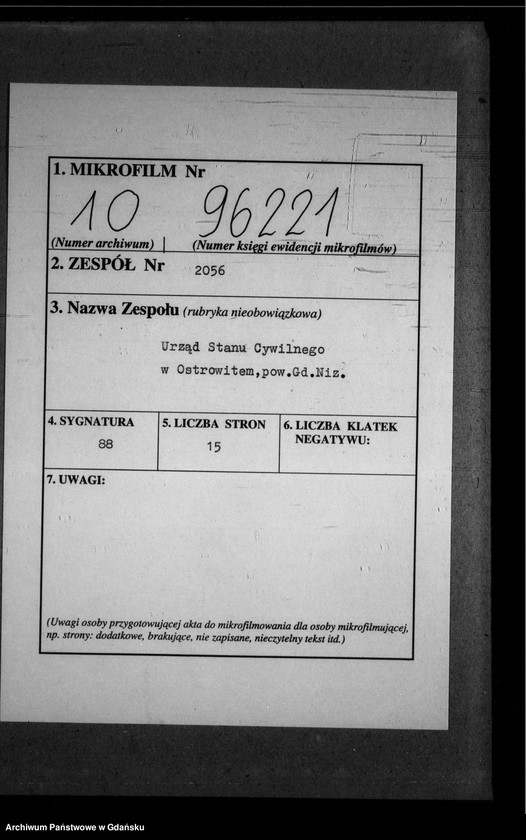 1. MIKROFILM Nr
10 96221
(Numer archiwum) (Numer księgi ewidencji mikrofilmów)
2. ZESPÓŁ Nr 2056
3. Nazwa Zespołu (rubryka nieobowiązkowa)
Urząd Stanu Cywilnego
w Ostrowitem,pow.Gd.Niz.
4. SYGNATURA
88
5. LICZBA STRON
15
6. LICZBA KLATEK
NEGATYWU:
7. UWAGI:
(Uwagi osoby przygotowującej akta do mikrofilmowania dla osoby mikrofilmującej,
np. strony: dodatkowe, brakujące, nie zapisane, nieczytelny tekst itd.)
Archiwum Państwowe w Gdańsku